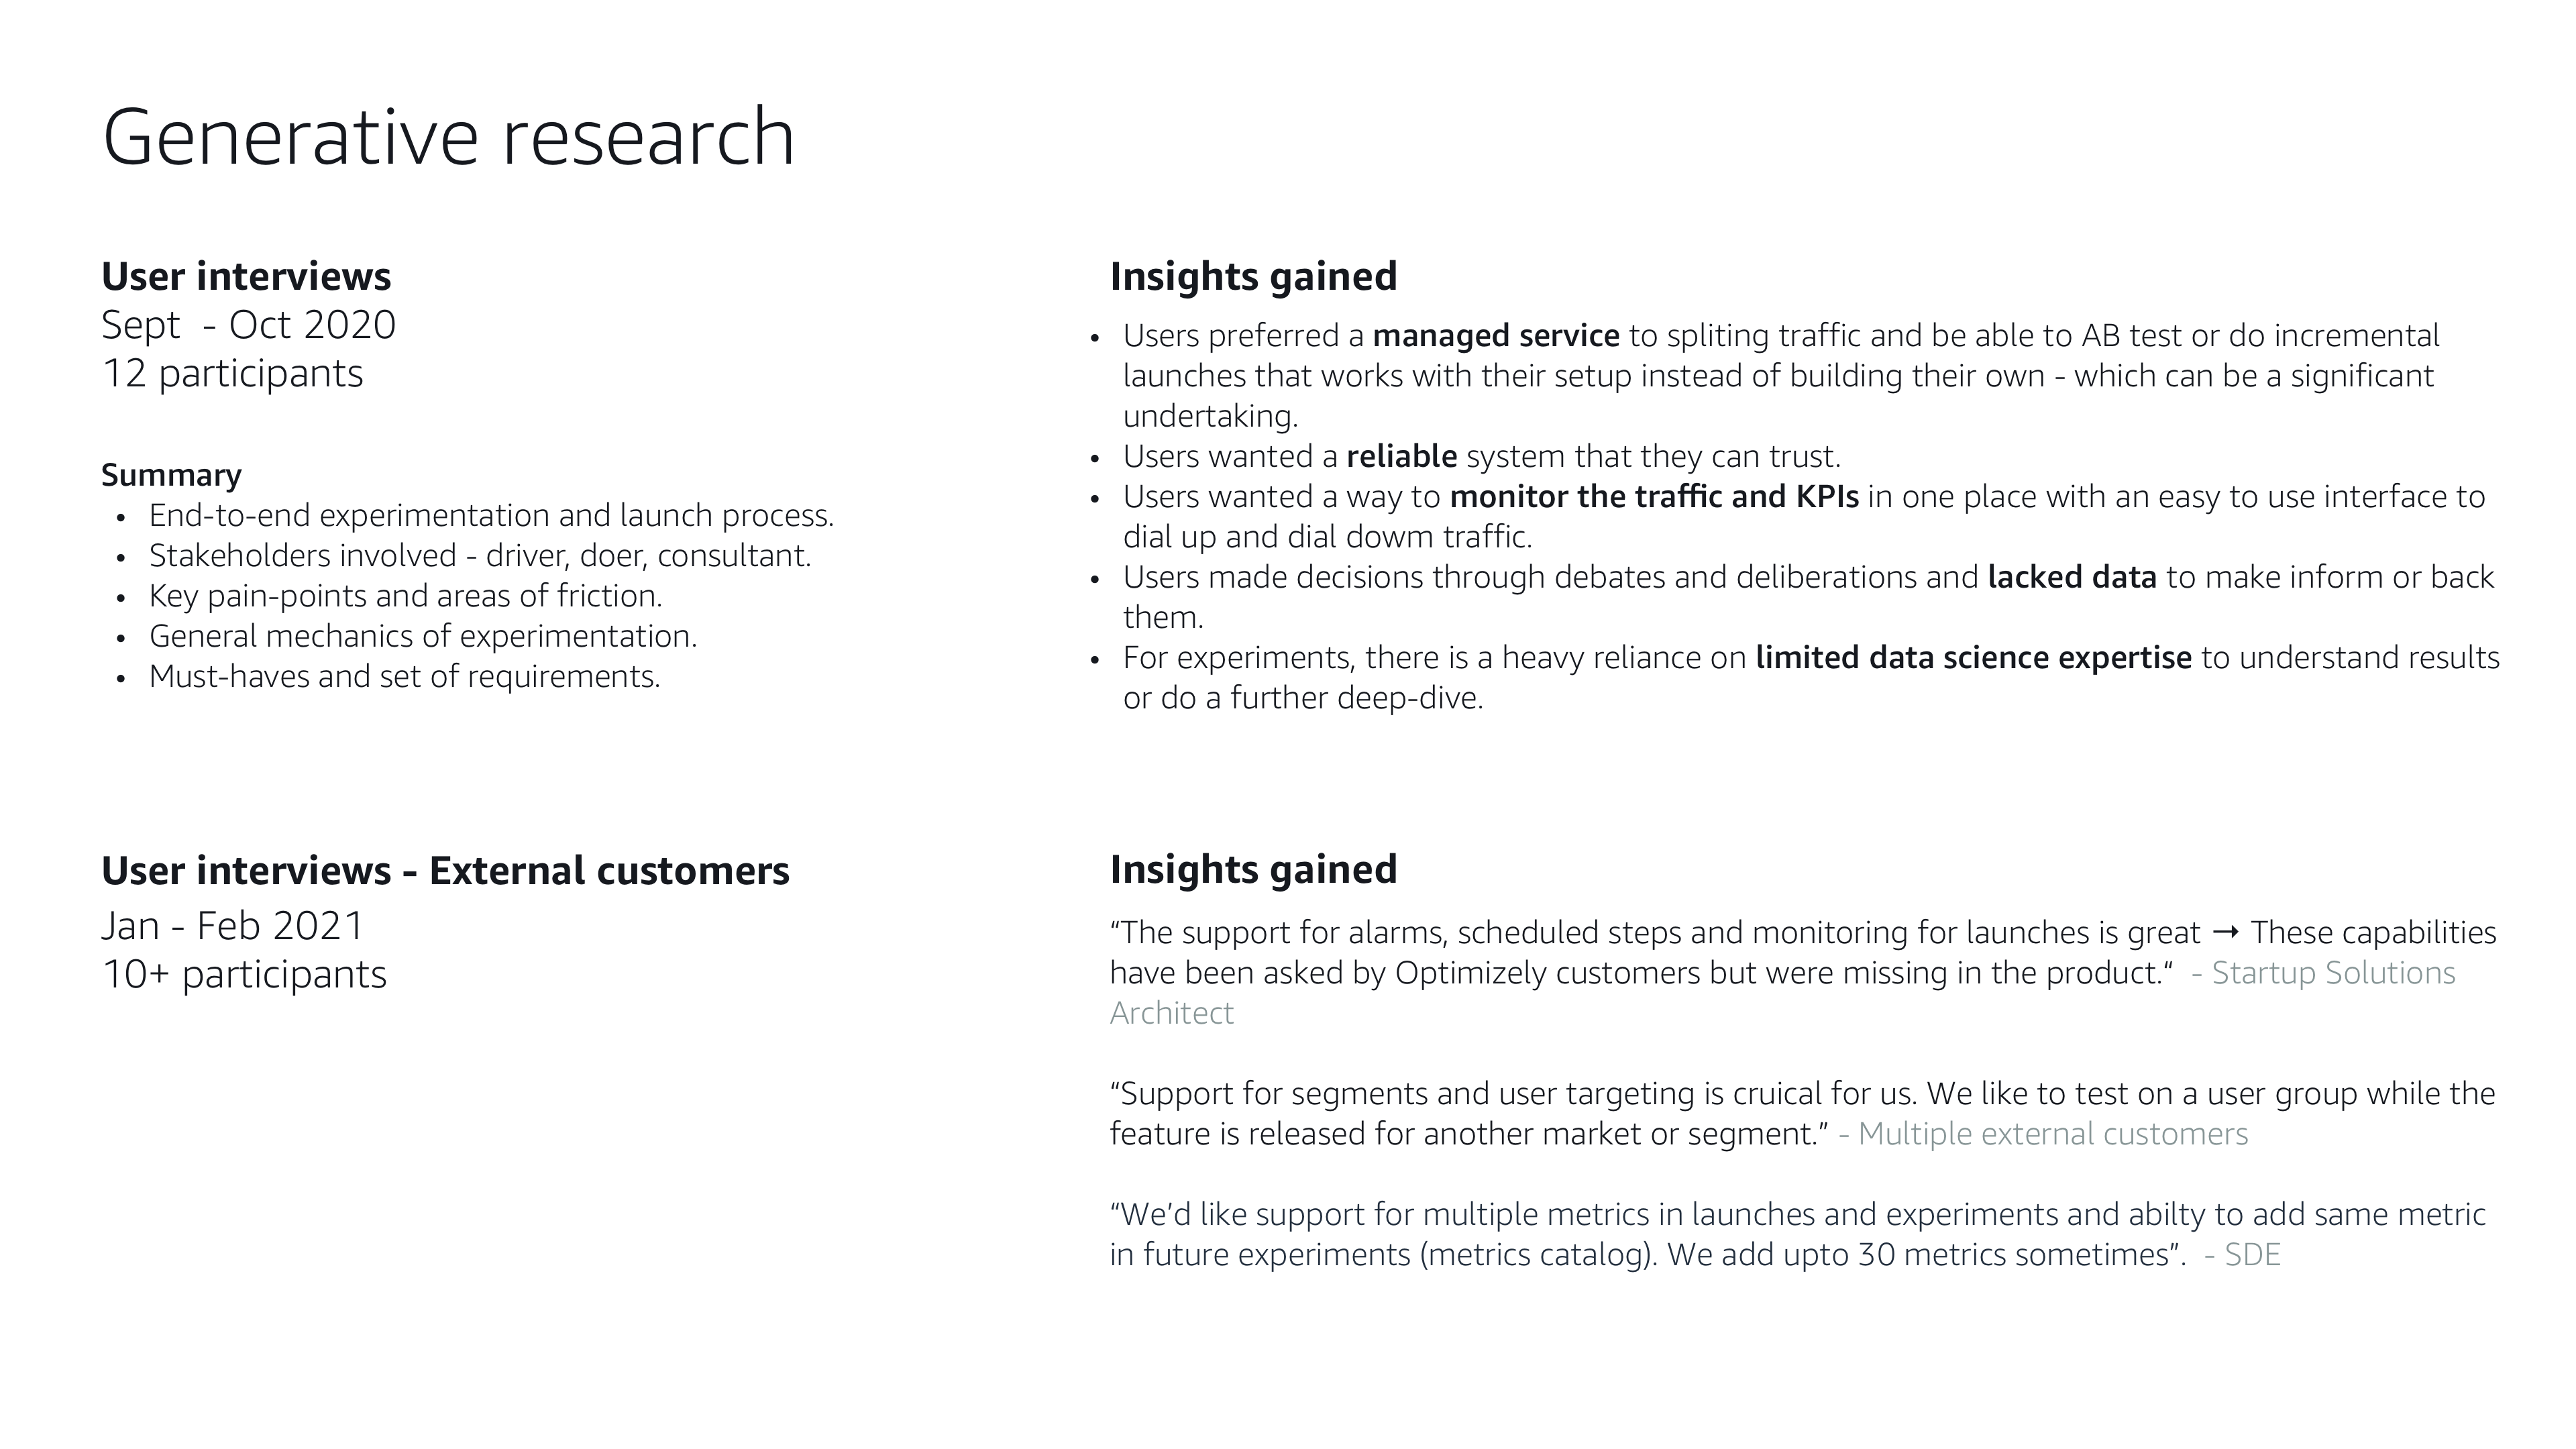 Generative research
User interviews
Sept - Oct 2020
12 participants
Summary
• End-to-end experimentation and launch process.
• Stakeholders involved - driver, doer, consultant.
• Key pain-points and areas of friction.
• General mechanics of experimentation.
• Must-haves and set of requirements.
Insights gained
• Users preferred a managed service to spliting traffic and be able to AB test or do incremental
launches that works with their setup instead of building their own - which can be a significant
undertaking.
• Users wanted a reliable system that they can trust.
• Users wanted a way to monitor the traffic and KPIs in one place with an easy to use interface to
dial up and dial dowm traffic.
• Users made decisions through debates and deliberations and lacked data to make inform or back
them.
• For experiments, there is a heavy reliance on limited data science expertise to understand results
or do a further deep-dive.
User interviews - External customers
Jan - Feb 2021
10+ participants
Insights gained
“The support for alarms, scheduled steps and monitoring for launches is great → These capabilities
have been asked by Optimizely customers but were missing in the product.“ - Startup Solutions
Architect
“Support for segments and user targeting is cruical for us. We like to test on a user group while the
feature is released for another market or segment.” - Multiple external customers
“We’d like support for multiple metrics in launches and experiments and abilty to add same metric
in future experiments (metrics catalog). We add upto 30 metrics sometimes”. - SDE